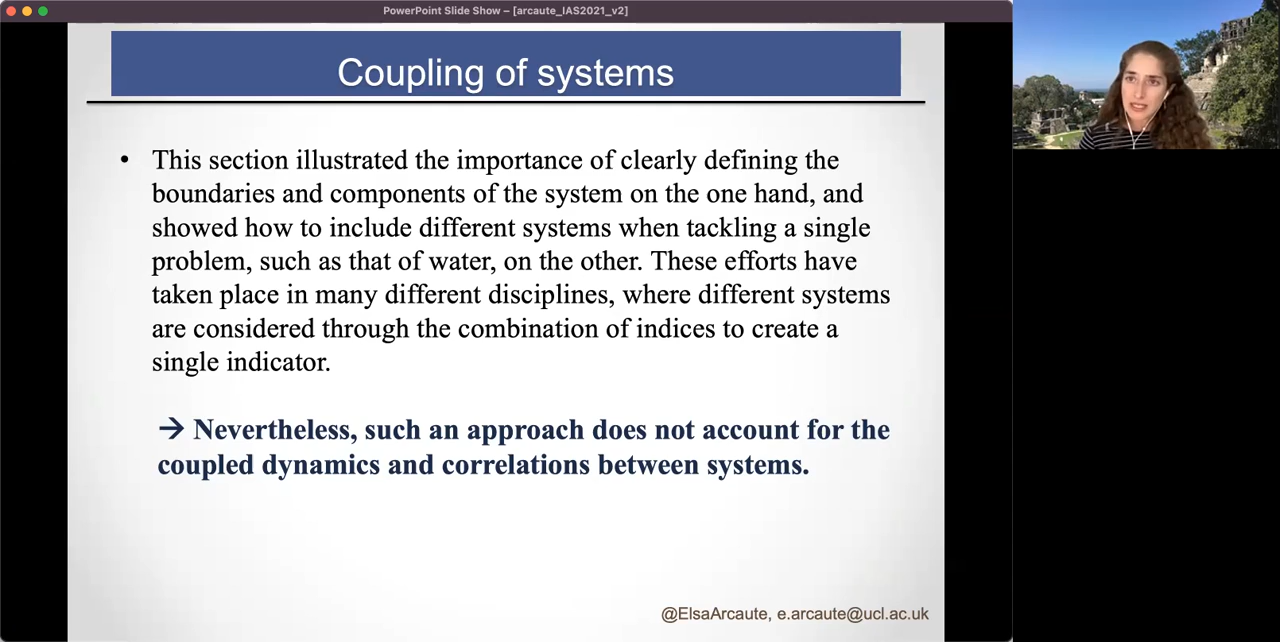 PowerPoint Slide Show – [arcaute_IAS2021_v2]
Coupling of systems
• This section illustrated the importance of clearly defining the
boundaries and components of the system on the one hand, and
showed how to include different systems when tackling a single
problem, such as that of water, on the other. These efforts have
taken place in many different disciplines, where different systems
are considered through the combination of indices to create a
single indicator.
→ Nevertheless, such an approach does not account for the
coupled dynamics and correlations between systems.
@ElsaArcaute, e.arcaute@ucl.ac.uk